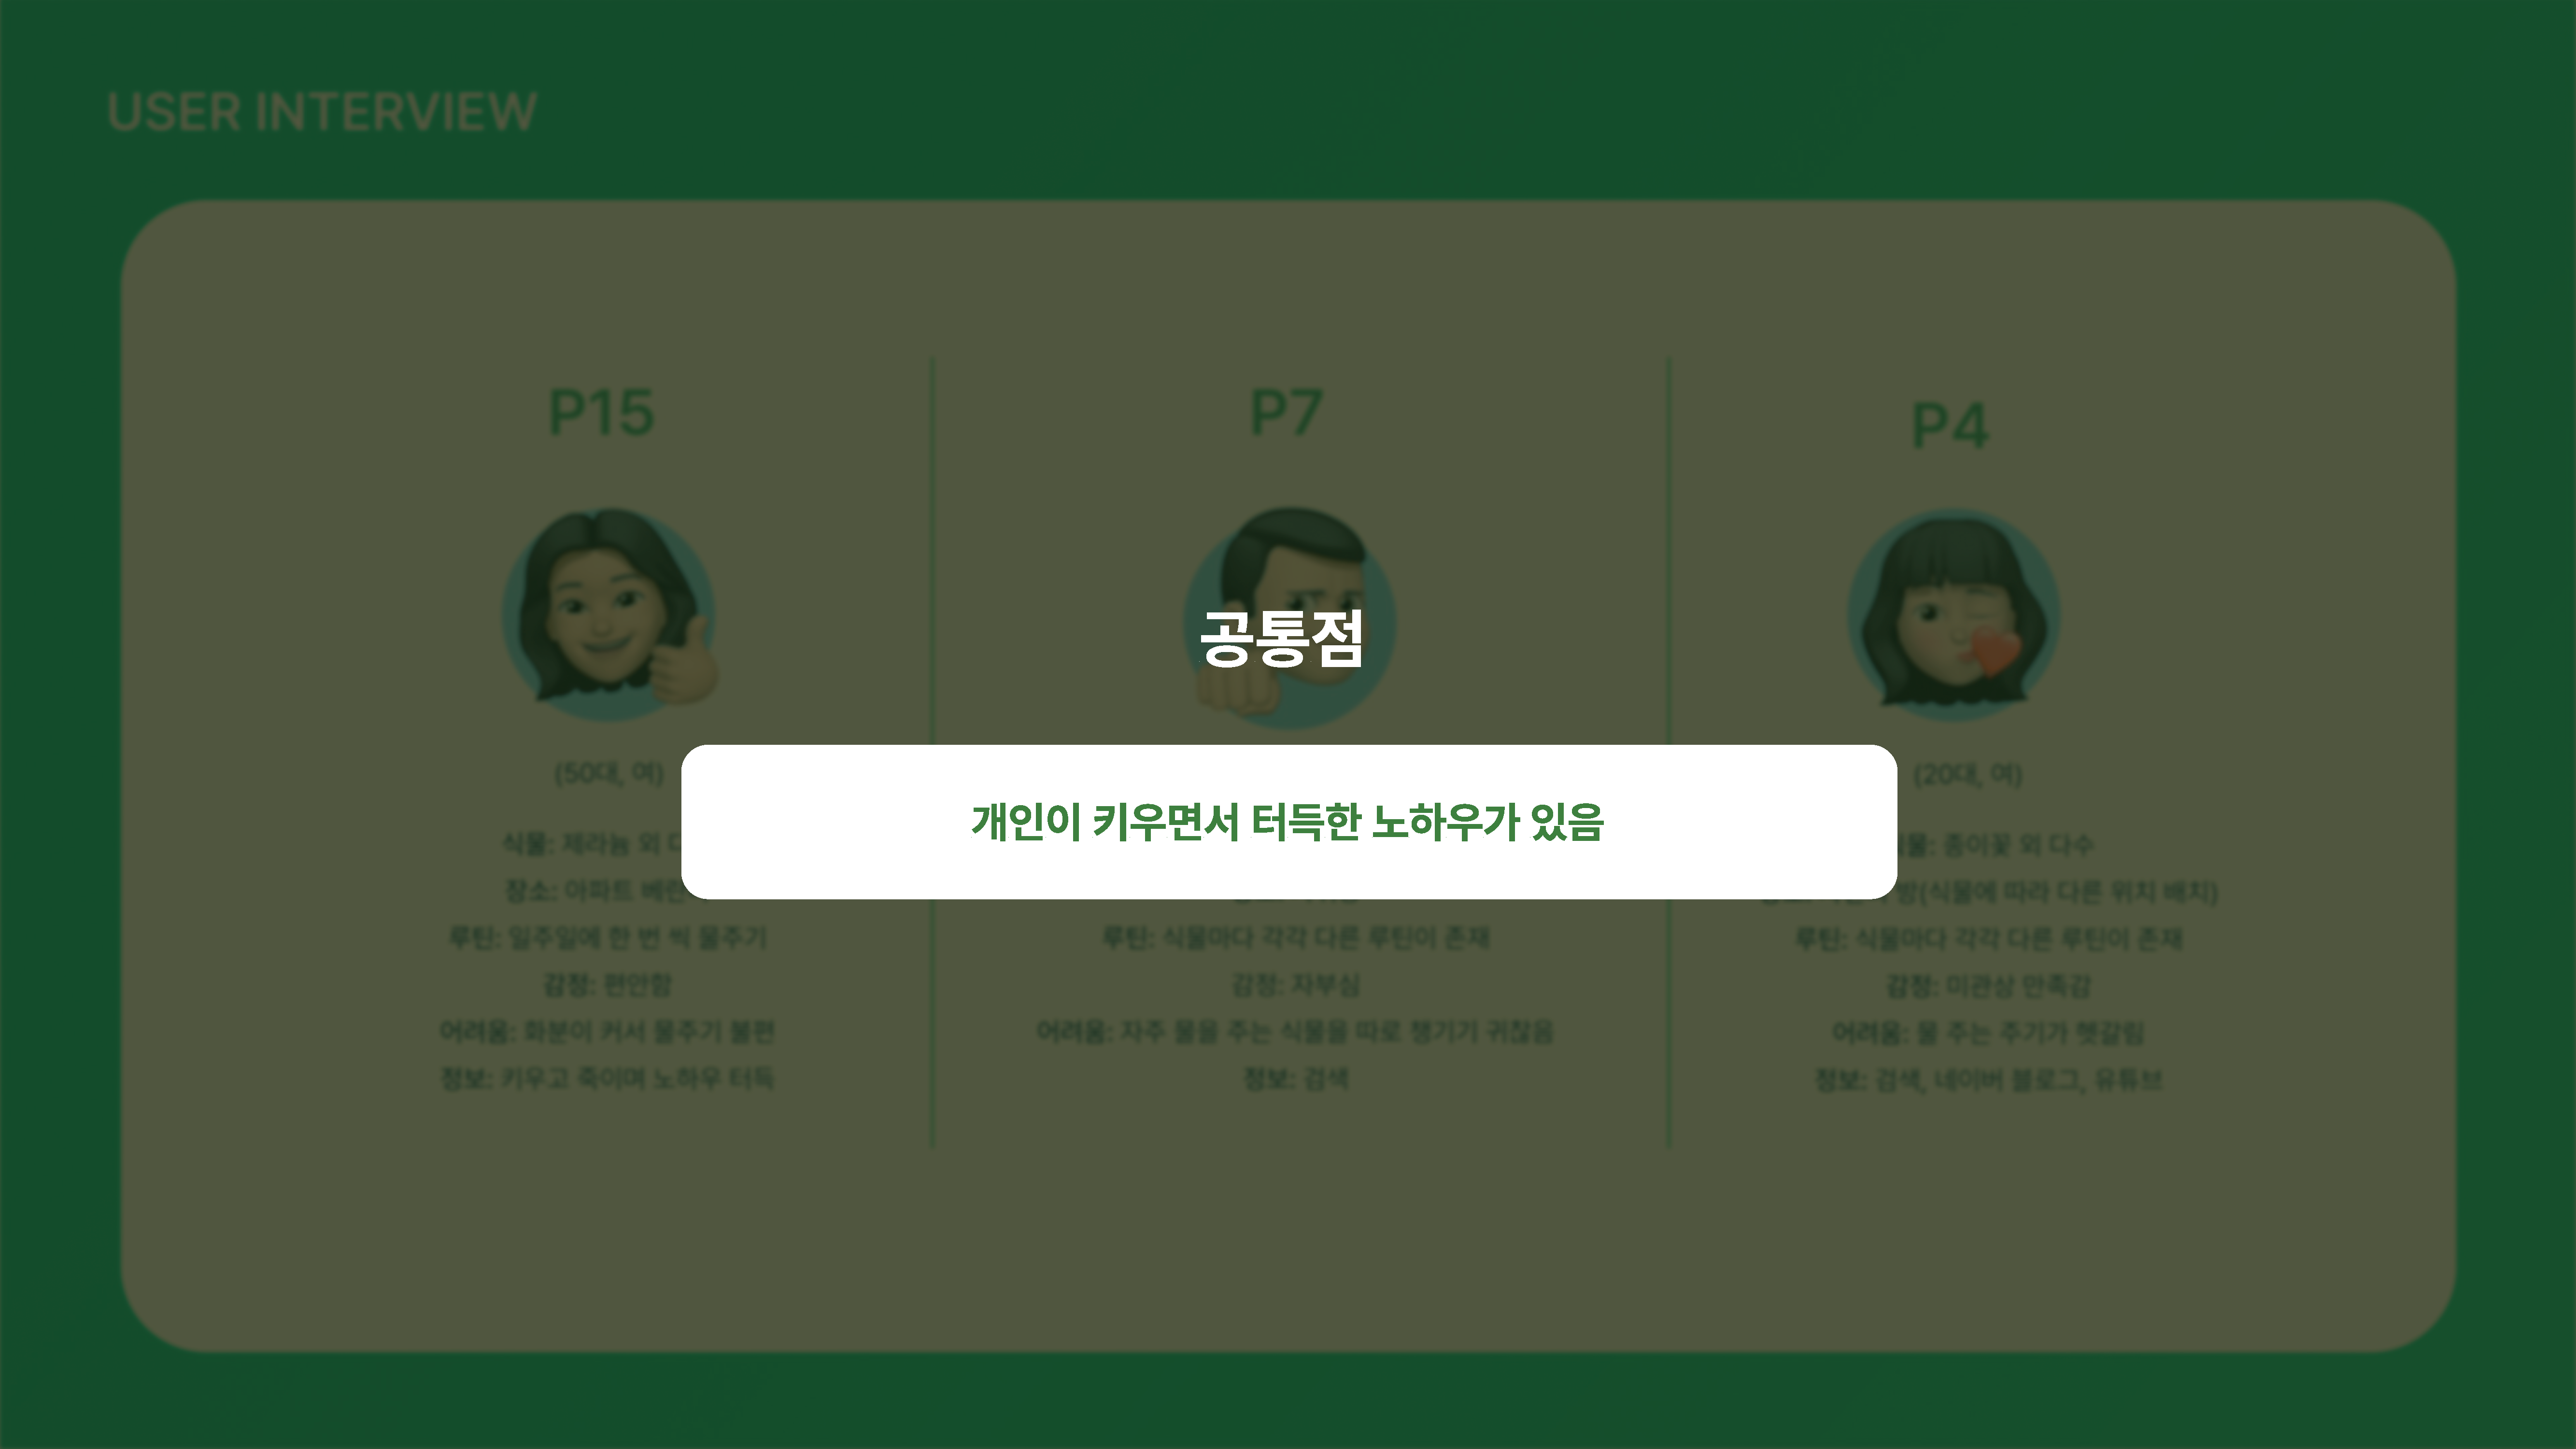 USER INTERVIEW
P15
P7
P4
공통점
개인이 키우면서 터득한 노하우가 있음
(50대, 여)
식물: 제라늄 외
장소: 아파트
루틴: 일주일에 한 번 씩 물주기
감정: 편안함
어려움: 화분이 커서 물주기 불편
정보: 키우고 죽이며 노하우 터득
루틴: 식물마다 각각 다른 루틴이 존재
감정: 자부심
어려움: 자주 물을 주는 식물을 따로 챙기기 귀찮음
정보: 검색
(20대, 여)
종이꽃 외 다수
방(식물에 따라 다른 위치 배치)
루틴: 식물마다 각각 다른 루틴이 존재
감정: 미관상 만족감
어려움: 물 주는 주기가 헷갈림
정보: 검색, 네이버 블로그, 유튜브